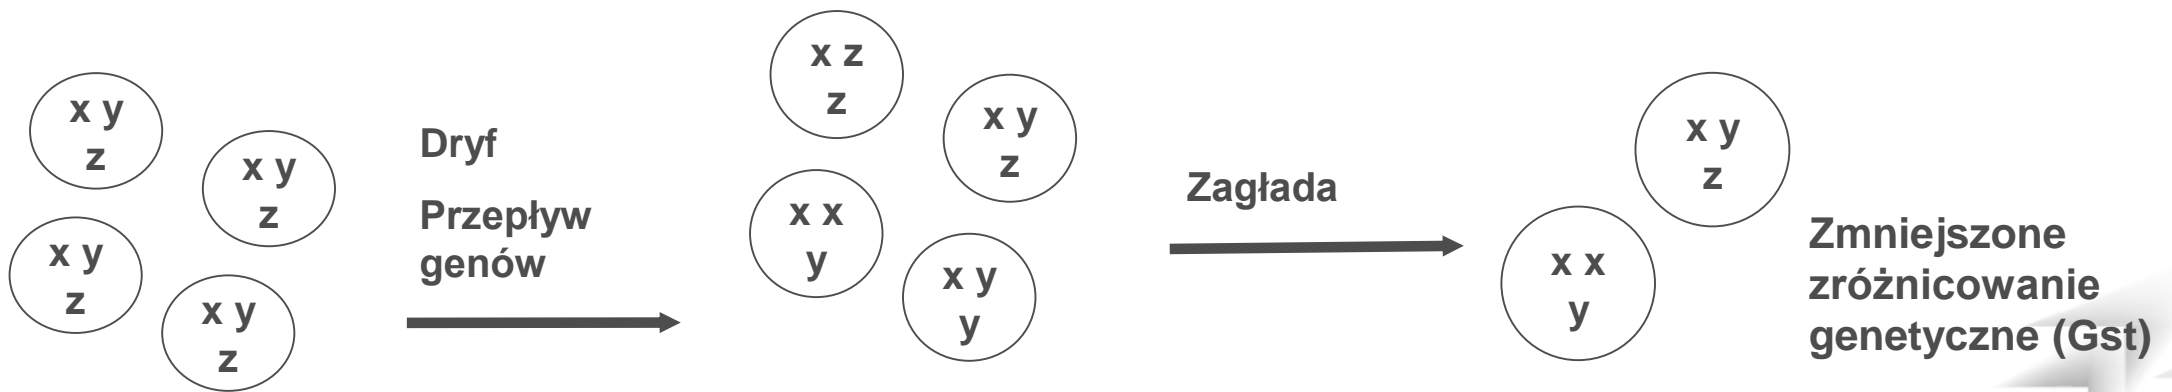 x y
z
x y
z
x y
z
x y
z
Dryf
Przepływ
genów
x z
z
x y
z
x x
y
x y
y
Zagłada
x y
z
x x
y
Zmniejszone
zróżnicowanie
genetyczne (Gst)